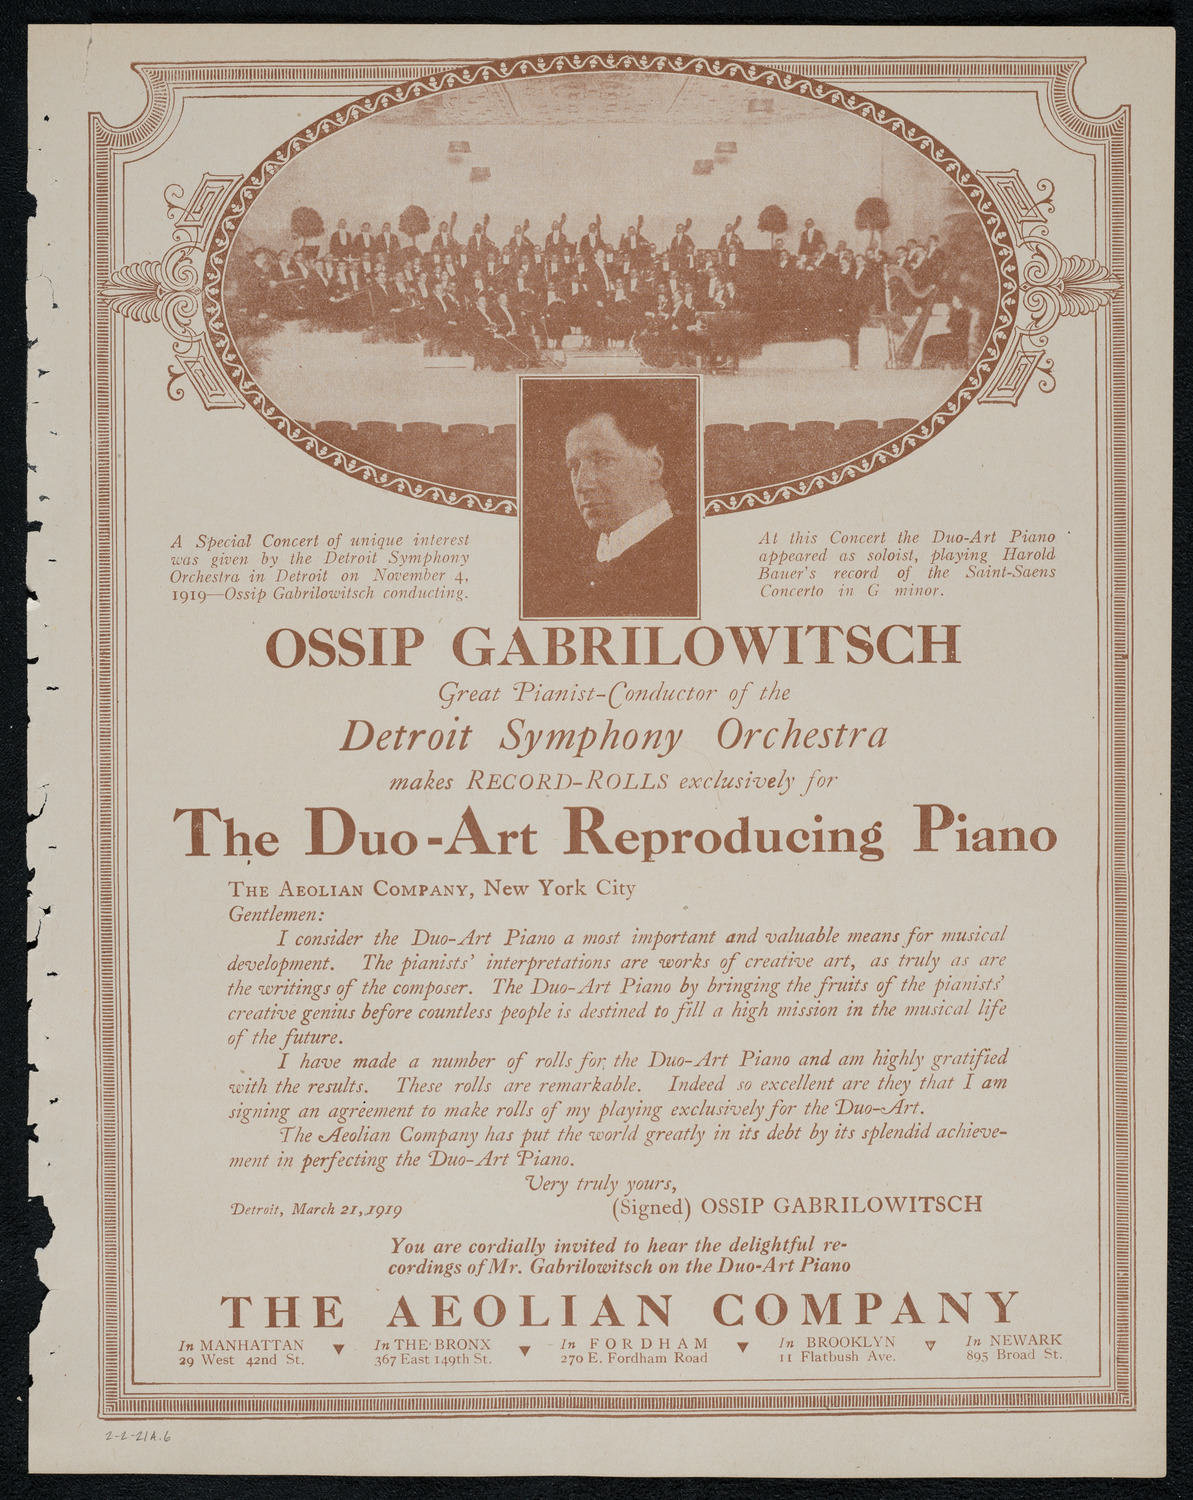 A Special Concert of unique interest
was given by the Detroit Symphony
Orchestra in Detroit on November 4,
1919—Ossip Gabrilowitsch conducting.
At this Concert the Duo-Art Piano
appeared as soloist, playing Harold
Bauer's record of the Saint-Saens
Concerto in G minor.
OSSIP GABRILOWITSCH
Great Pianist-Conductor of the
Detroit Symphony Orchestra
makes RECORD-ROLLS exclusively for
The Duo-Art Reproducing Piano
THE AEOLIAN COMPANY, New York City
Gentlemen:
I consider the Duo-Art Piano a most important and valuable means for musical
development. The pianists' interpretations are works of creative art, as truly as are
the writings of the composer. The Duo-Art Piano by bringing the fruits of the pianists'
creative genius before countless people is destined to fill a high mission in the musical life
of the future.
I have made a number of rolls for the Duo-Art Piano and am highly gratified
with the results. These rolls are remarkable. Indeed so excellent are they that I am
signing an agreement to make rolls of my playing exclusively for the Duo-Art.
The Aeolian Company has put the world greatly in its debt by its splendid achieve-
ment in perfecting the Duo-Art Piano.
Very truly yours,
Detroit, March 21, 1919 (Signed) OSSIP GABRILOWITSCH
You are cordially invited to hear the delightful re-
cordings of Mr. Gabrilowitsch on the Duo-Art Piano
THE AEOLIAN COMPANY
In MANHATTAN
29 West 42nd St.
In THE BRONX
367 East 149th St.
In FORDHAM
270 E. Fordham Road
In BROOKLYN
11 Flatbush Ave.
In NEWARK
895 Broad St.
2-2-21A.6